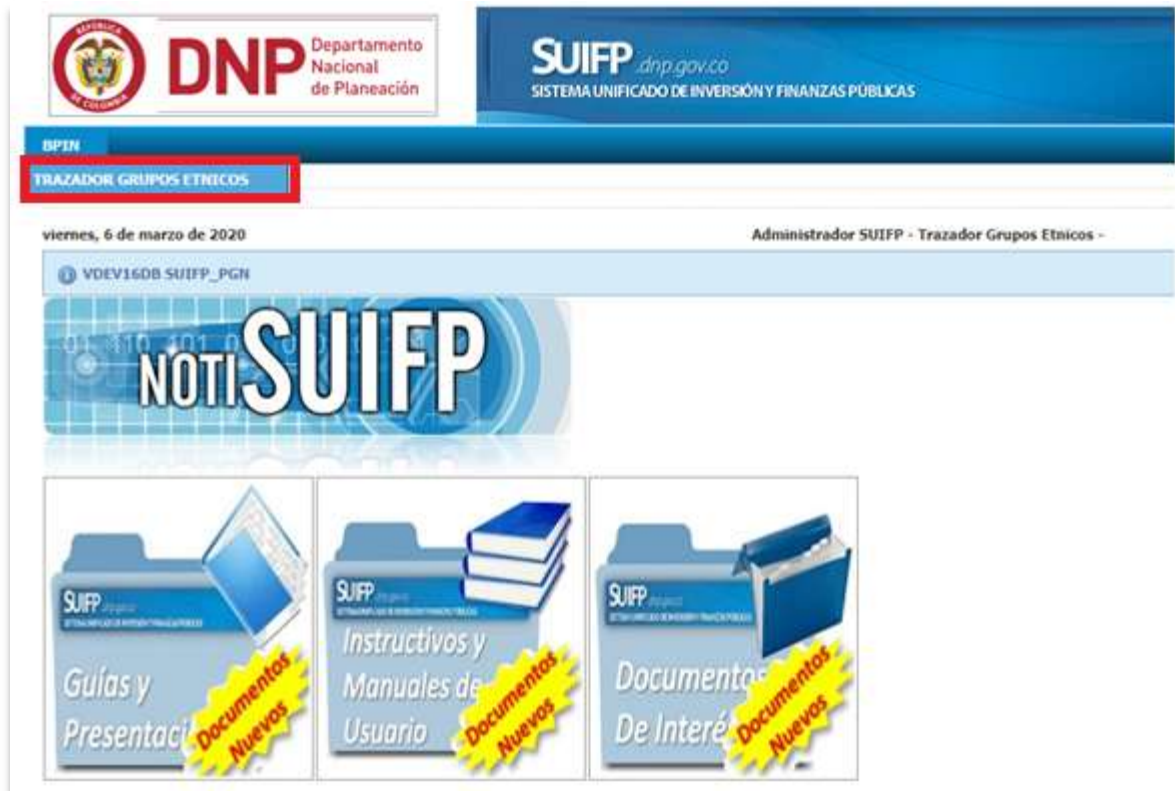 REPÚBLICA
DE COLOMBIA
DNP
Departamento
Nacional
de Planeación
SUIFP.dnp.gov.co
SISTEMA UNIFICADO DE INVERSIÓN Y FINANZAS PÚBLICAS
BPIN
TRAZADOR GRUPOS ETNICOS
viernes, 6 de marzo de 2020
Administrador SUIFP - Trazador Grupos Etnicos -
VDEV16DB SUIFP_PGN
NOTISUIFP
SUIFP
Guías y
Presentaci
Documentos
Nuevos
SUIFP
Instructivos y
Manuales de
Usuario
Documentos
Nuevos
SUIFP
Documentos
De Interé
Documentos
Nuevos